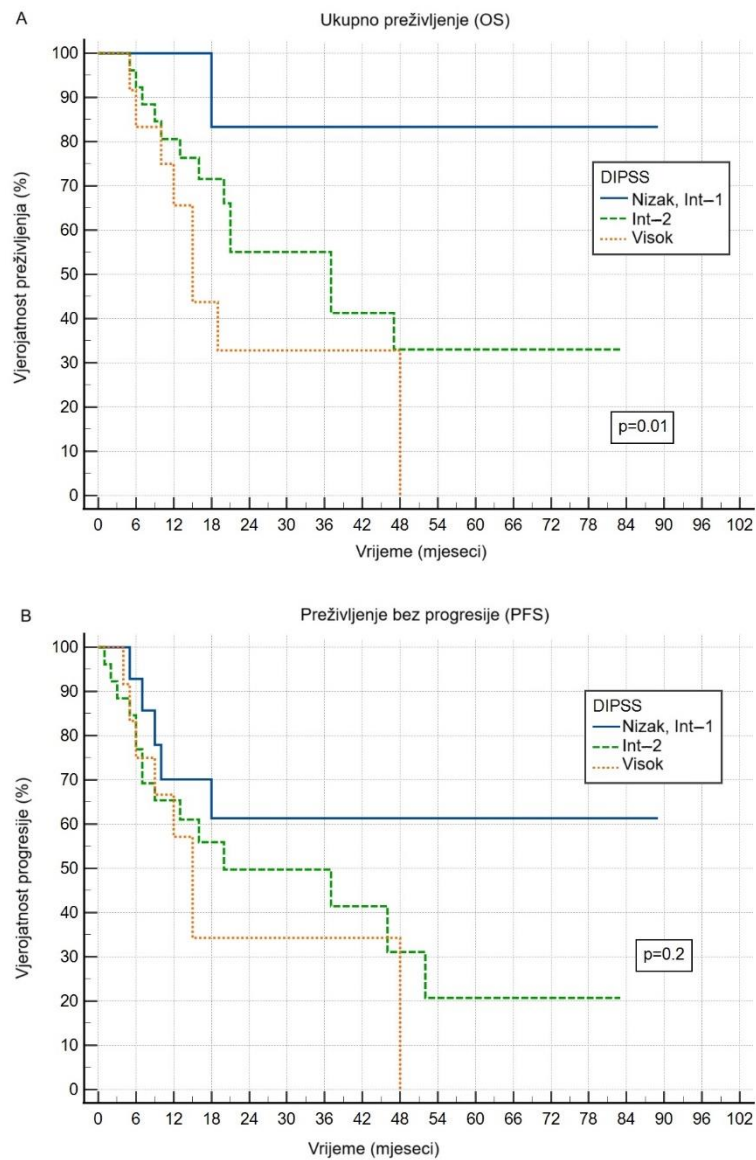 A
Ukupno preživljenje (OS)
Vjerojatnost preživljenja (%)
100
90
80
70
60
50
40
30
20
10
0
DIPSS
Nizak, Int–1
Int–2
Visok
p=0.01
0 6 12 18 24 30 36 42 48 54 60 66 72 78 84 90 96 102
Vrijeme (mjeseci)
B
Preživljenje bez progresije (PFS)
Vjerojatnost progresije (%)
100
90
80
70
60
50
40
30
20
10
0
DIPSS
Nizak, Int–1
Int–2
Visok
p=0.2
0 6 12 18 24 30 36 42 48 54 60 66 72 78 84 90 96 102
Vrijeme (mjeseci)